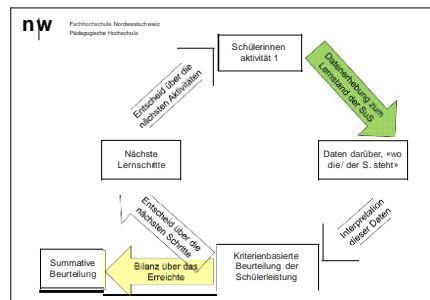 n|w
Fachhochschule Nordwestschweiz
Pädagogische Hochschule
Schülerinnen
aktivität 1
Datenerhebung zum
Lernstand der SuS
Daten darüber, «wo
die/ der S. steht»
Interpretation
dieser Daten
Kriterienbasierte
Beurteilung der
Schülerleistung
Bilanz über das
Erreichte
Summative
Beurteilung
Entscheid über die
nächsten Schritte
Nächste
Lernschitte
Entscheid über die
nächsten Aktivitäten